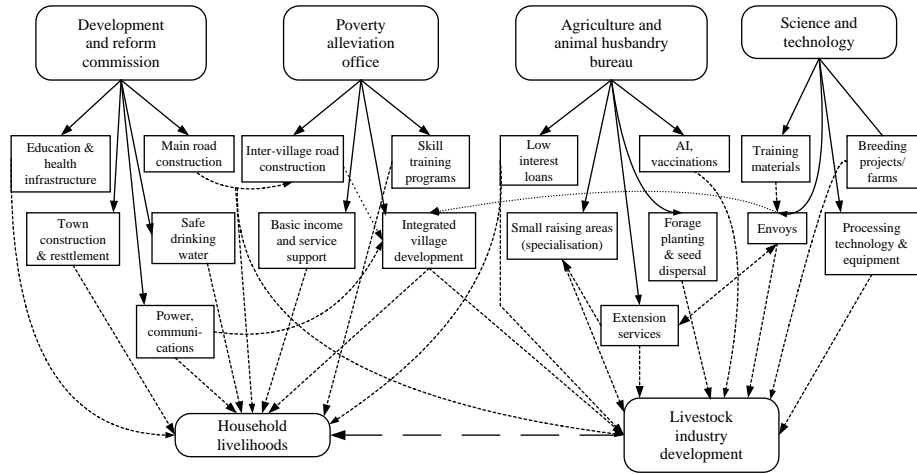 Development
and reform
commission
Poverty
alleviation
office
Agriculture and
animal husbandry
bureau
Science and
technology
Education &
health
infrastructure
Main road
construction
Inter-village road
construction
Skill
training
programs
Low
interest
loans
AI,
vaccinations
Training
materials
Breeding
projects/
farms
Town
construction
& resttlement
Safe
drinking
water
Basic income
and service
support
Integrated
village
development
Small raising areas
(specialisation)
Forage
planting
& seed
dispersal
Envoys
Processing
technology &
equipment
Power,
communi-
cations
Extension
services
Household
livelihoods
Livestock
industry
development